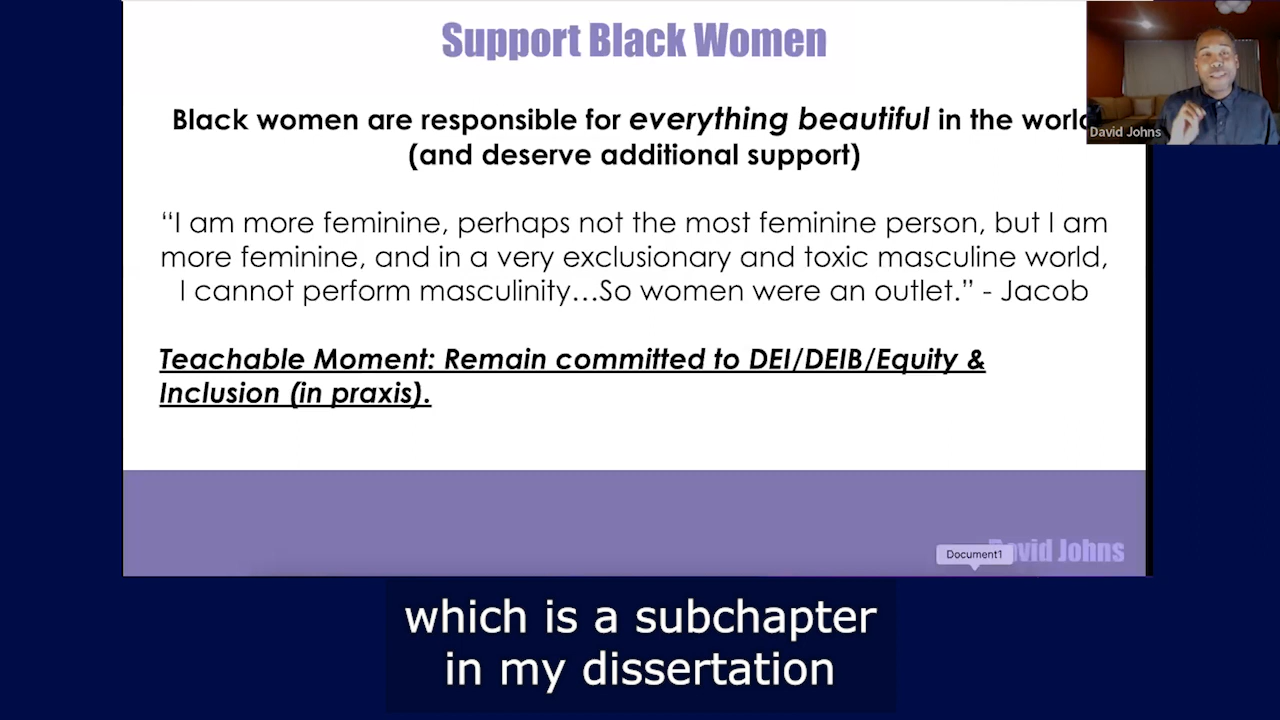 Support Black Women
Black women are responsible for everything beautiful in the world
(and deserve additional support)
David Johns
“I am more feminine, perhaps not the most feminine person, but I am
more feminine, and in a very exclusionary and toxic masculine world,
I cannot perform masculinity…So women were an outlet.” - Jacob
Teachable Moment: Remain committed to DEI/DEIB/Equity &
Inclusion (in praxis).
David Johns
Document1
which is a subchapter
in my dissertation